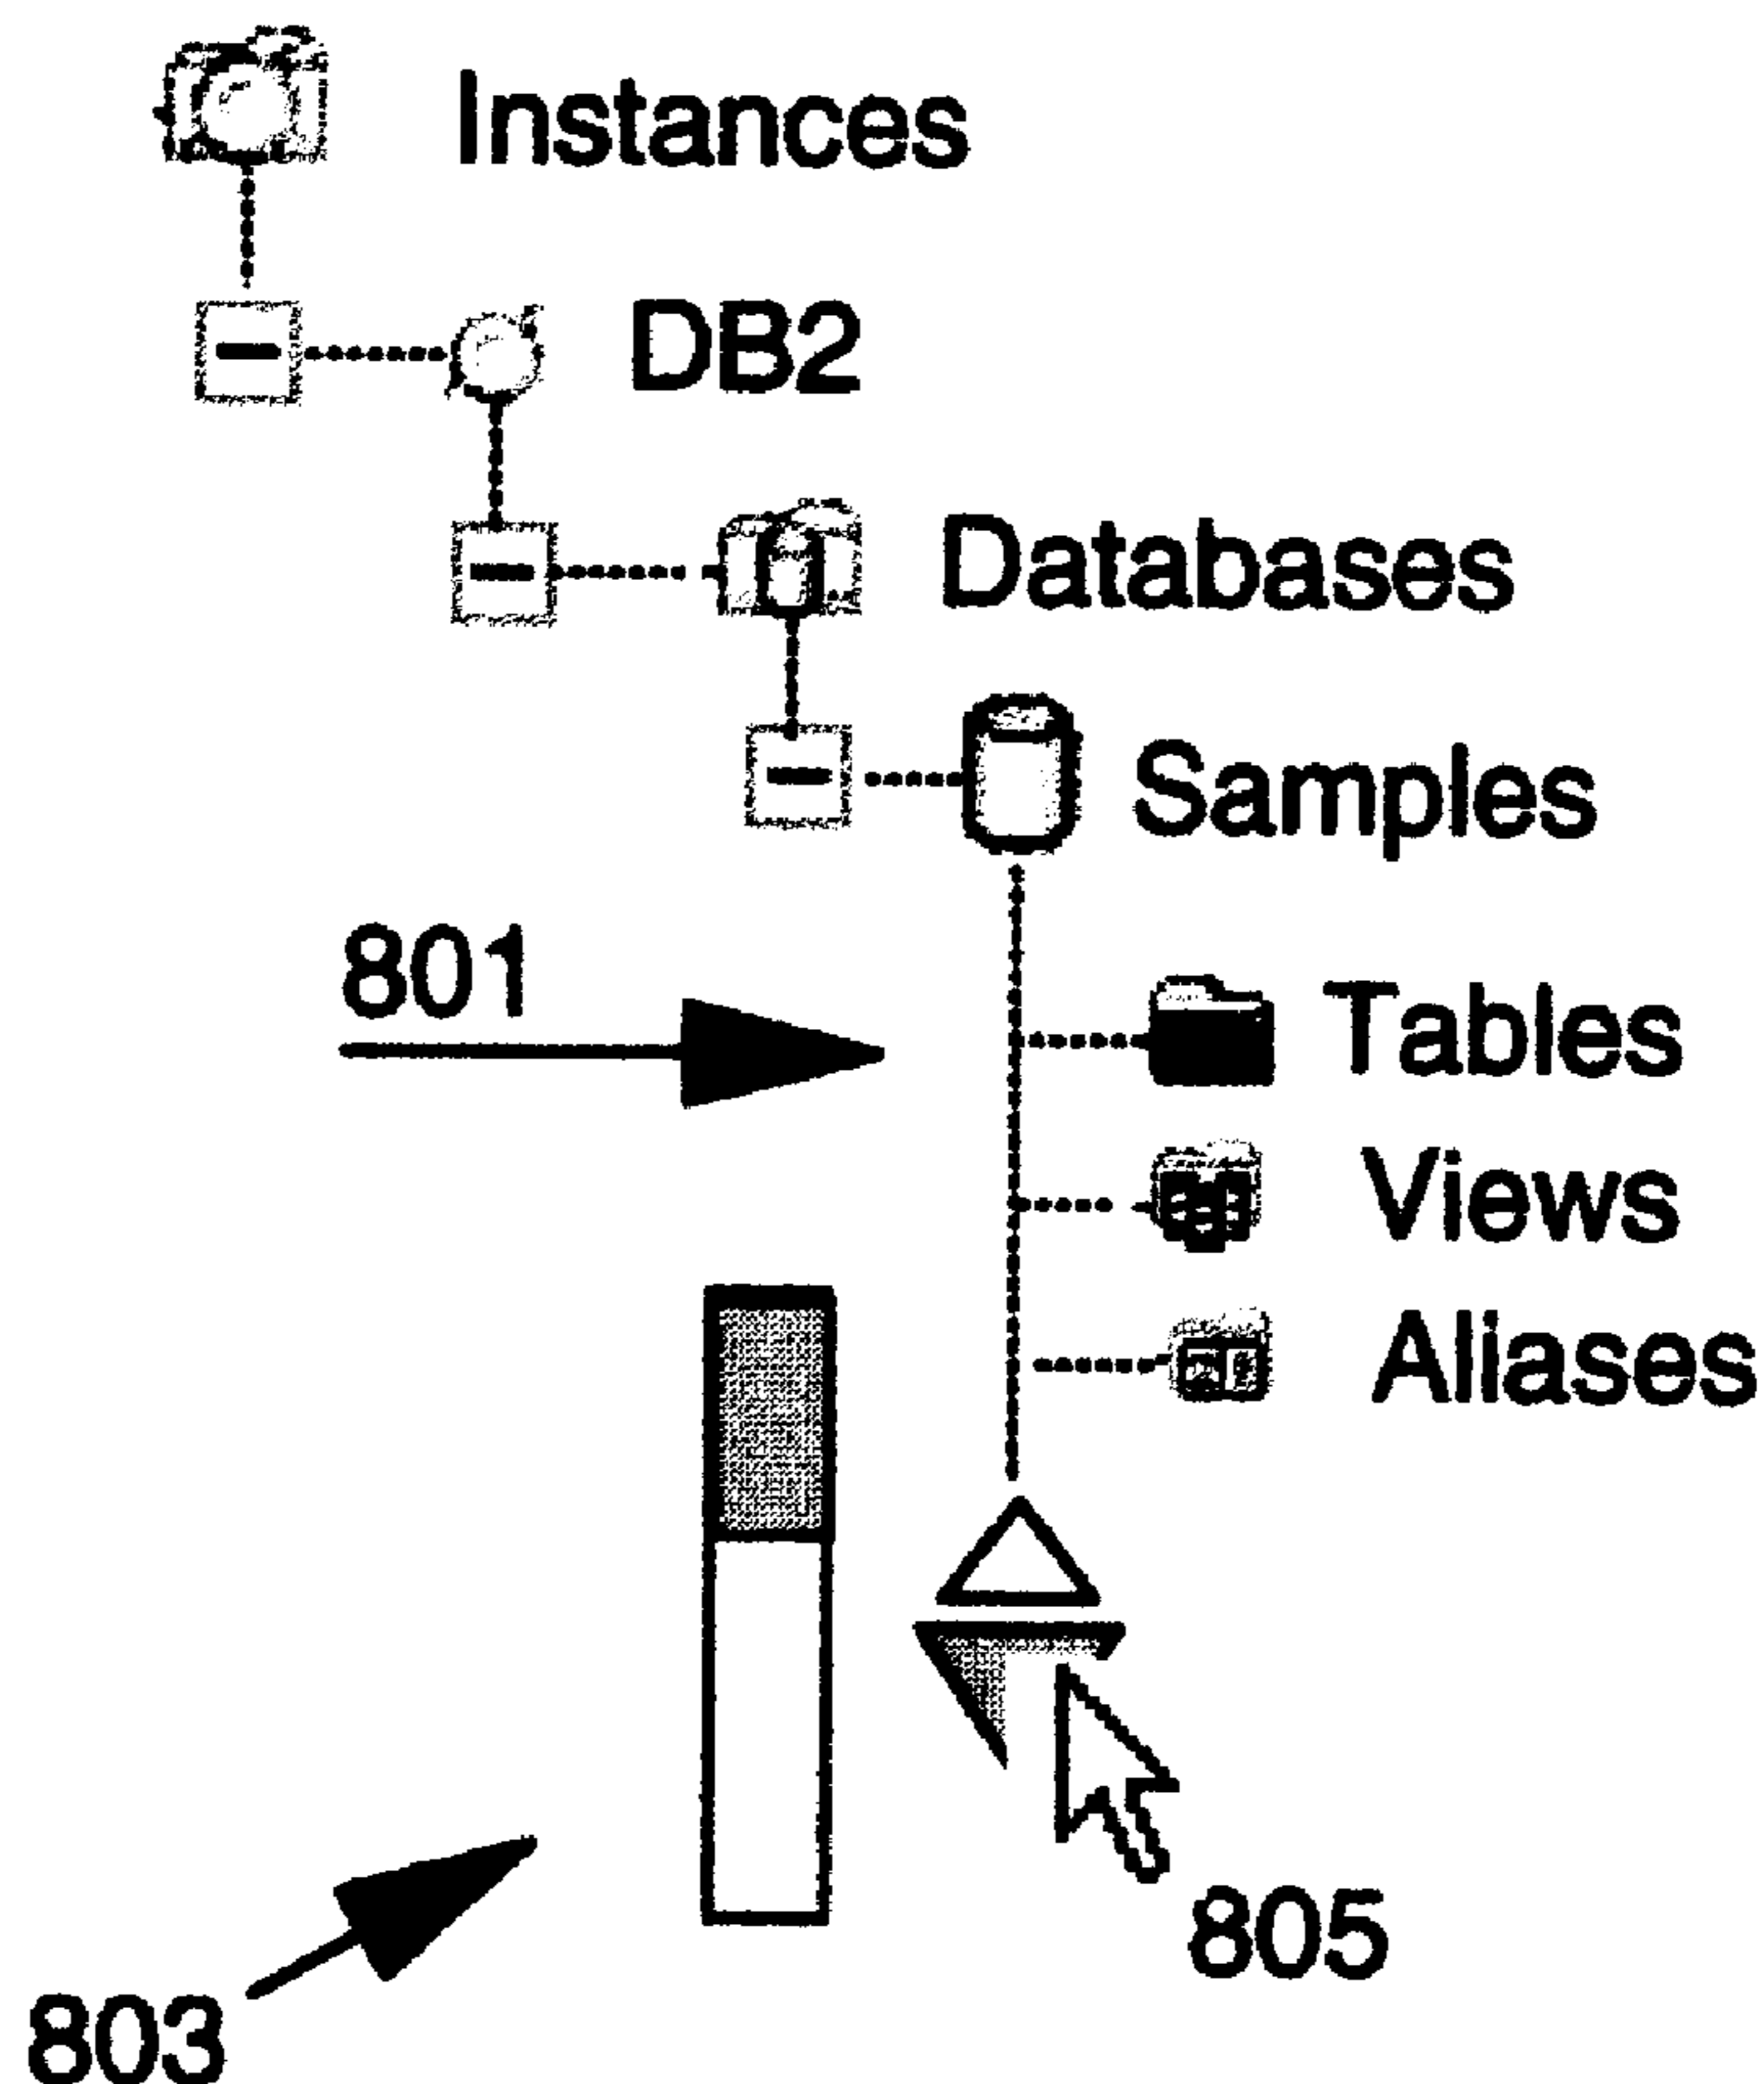 Instances
DB2
Databases
Samples
801
Tables
Views
Aliases
805
803